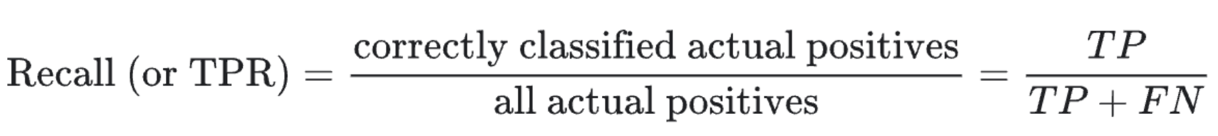 Recall (or TPR) = correctly classified actual positives / all actual positives = TP / TP + FN